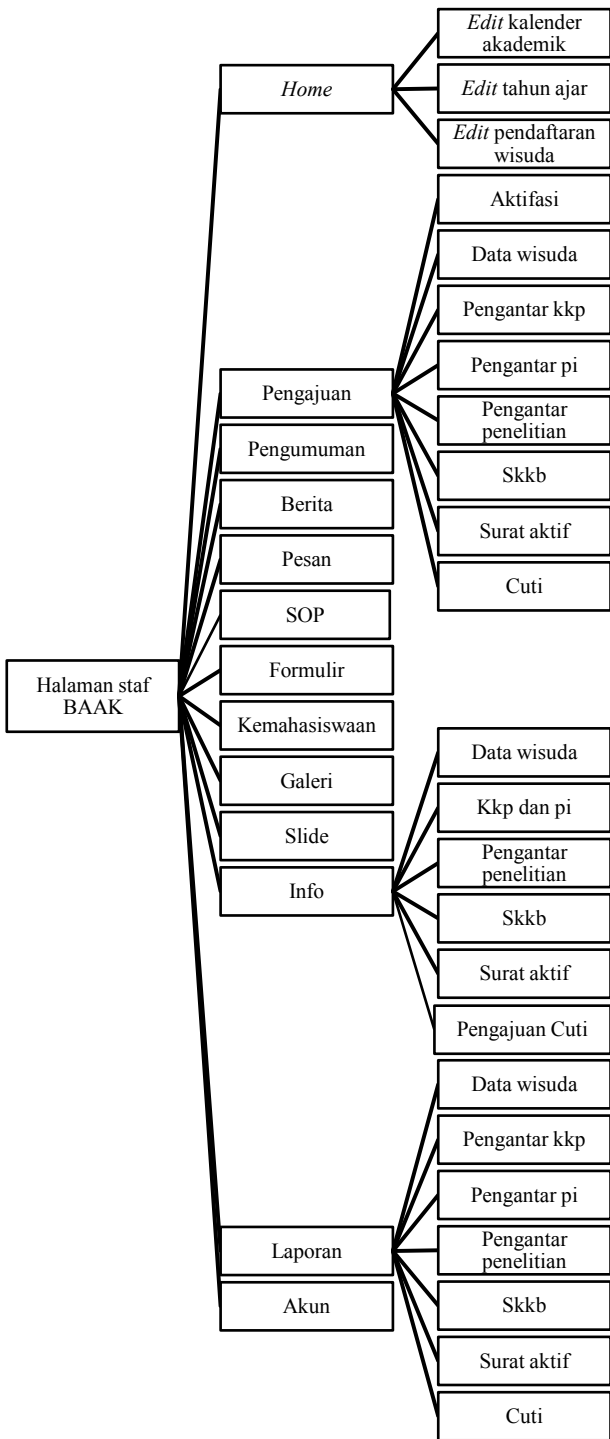 Edit kalender
akademik
Home
Edit tahun ajar
Edit pendaftaran
wisuda
Aktifasi
Data wisuda
Pengantar kkp
Pengantar pi
Pengajuan
Pengantar
penelitian
Pengumuman
Skkb
Berita
Surat aktif
Pesan
Cuti
SOP
Halaman staf
BAAK
Formulir
Kemahasiswaan
Data wisuda
Galeri
Kkp dan pi
Slide
Pengantar
penelitian
Info
Skkb
Surat aktif
Pengajuan Cuti
Data wisuda
Pengantar kkp
Pengantar pi
Laporan
Pengantar
penelitian
Akun
Skkb
Surat aktif
Cuti